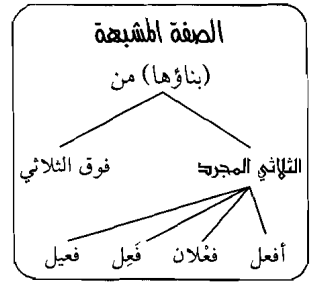 الصفة المشبهة
(بناؤها) من
الثلاثي المجرد فوق الثلاثي
أفعل فعْلان فَعِل فعيل